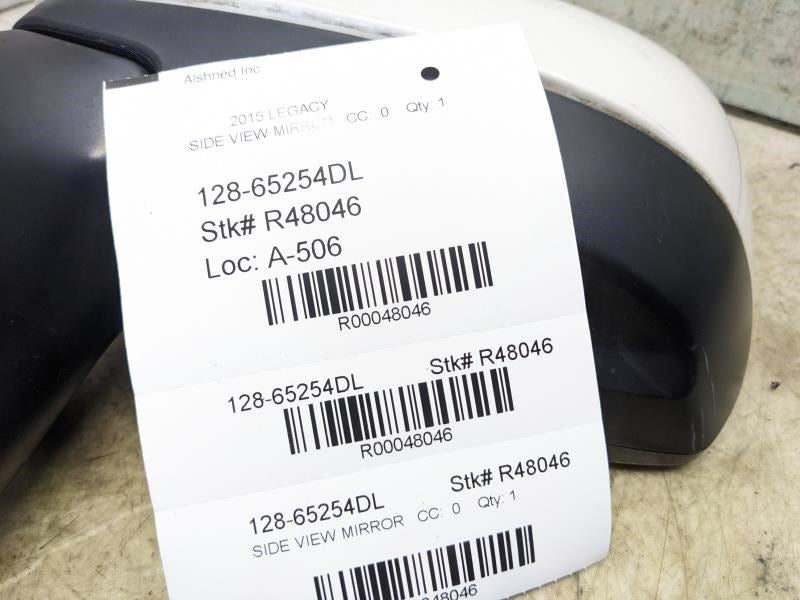 Alshned Inc.
2015 LEGACY
SIDE VIEW MIRROR CC: 0 Qty: 1
128-65254DL
Stk# R48046
Loc: A-506
R00048046
128-65254DL Stk# R48046
R00048046
128-65254DL Stk# R48046
SIDE VIEW MIRROR CC: 0 Qty: 1
48046